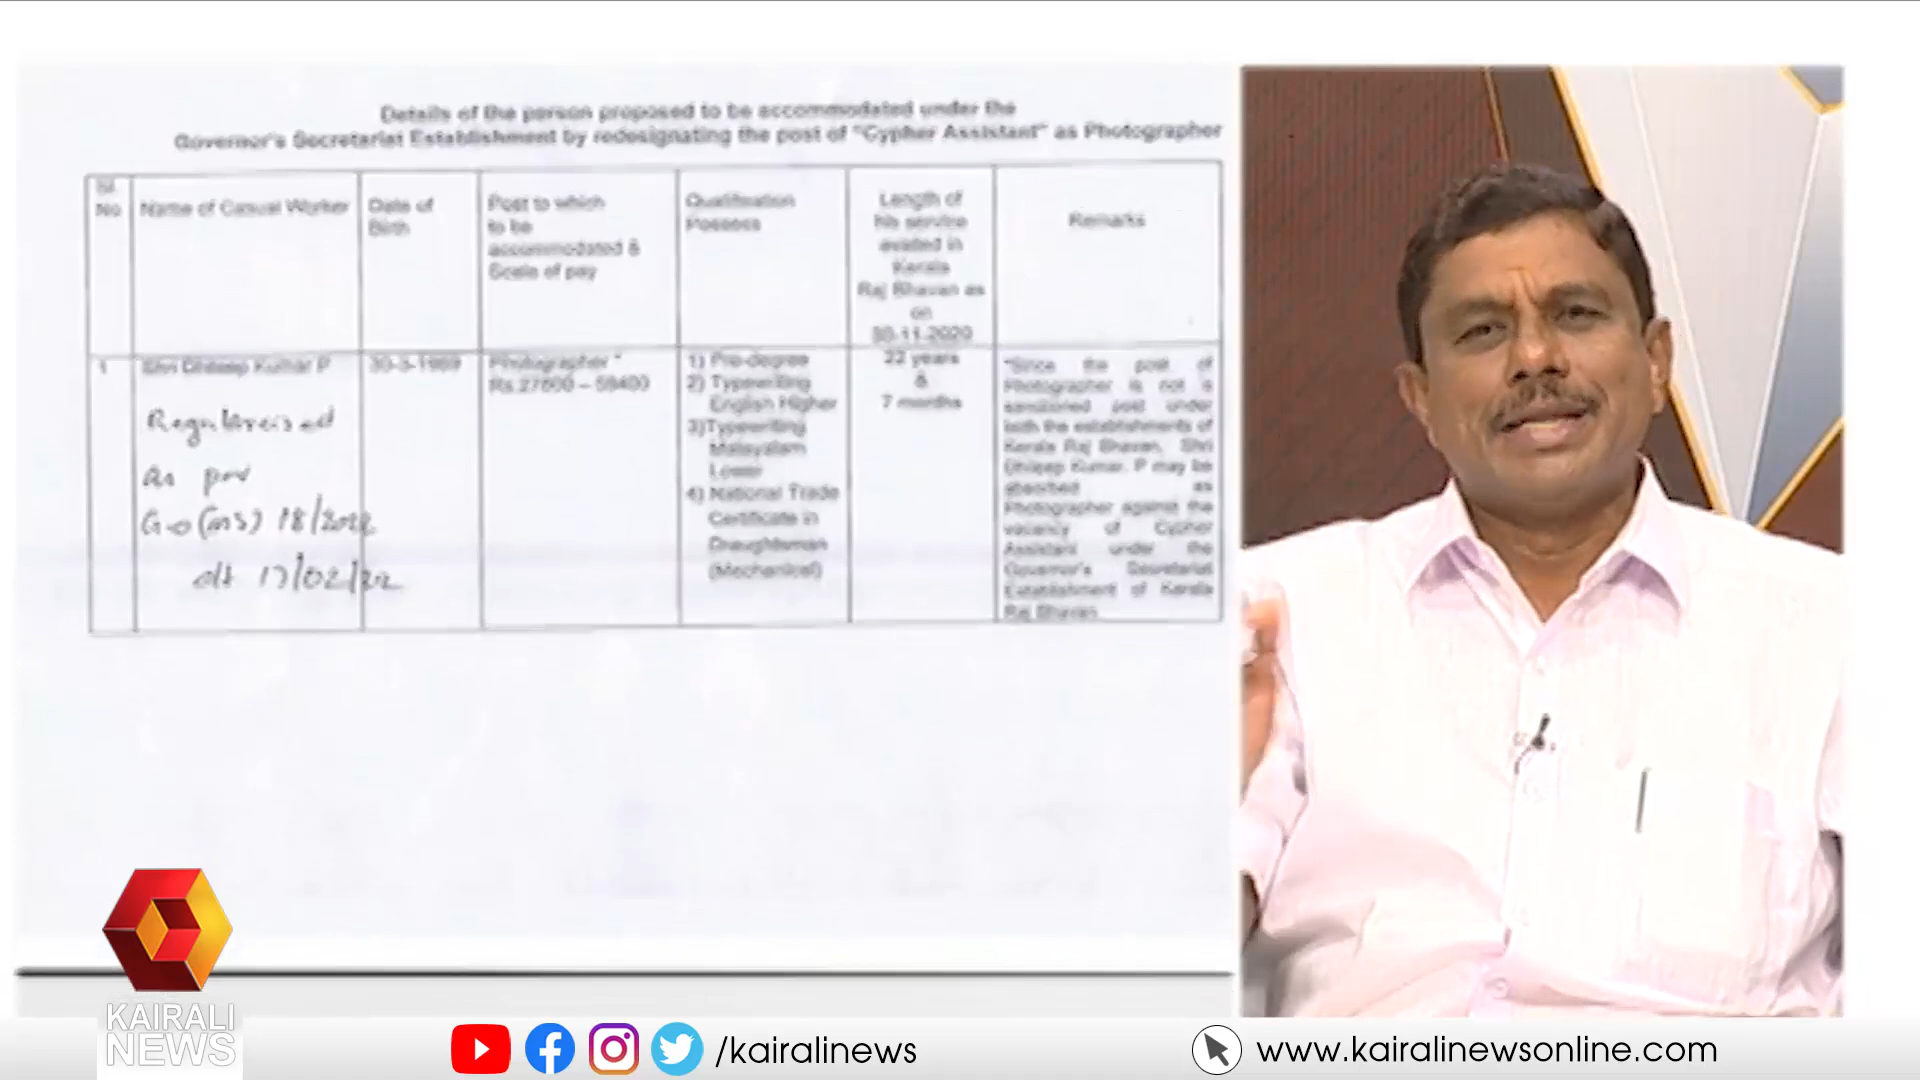 Details of the person proposed to be accommodated under the
Governor's Secretariat Establishment by redesignating the post of "Cypher Assistant" as Photographer
Sl.
No
Name of Casual Worker
Date of
Birth
Post to which
to be
accommodated &
Scale of pay
Qualification
Possess
Length of
his service
availed in
Kerala
Raj Bhavan as
on
30-11-2020
Remarks
1
Shri Dhileep Kumar P
30-3-1969
Photographer *
Rs.27800 – 59400
1) Pre-degree
2) Typewriting
English Higher
3)Typewriting
Malayalam
Lower
4) National Trade
Certificate in
Draughtsman
(Mechanical)
22 years
&
7 months
*Since the post of
Photographer is not a
sanctioned post under
both the establishments of
Kerala Raj Bhavan, Shri
Dhileep Kumar. P may be
absorbed as
Photographer against the
vacancy of Cypher
Assistant under the
Governor's Secretariat
Establishment of Kerala
Raj Bhavan
as per
G.O(MS) 18/2022
dt 17/02/22
KAIRALI
NEWS
/kairalinews
www.kairalinewsonline.com